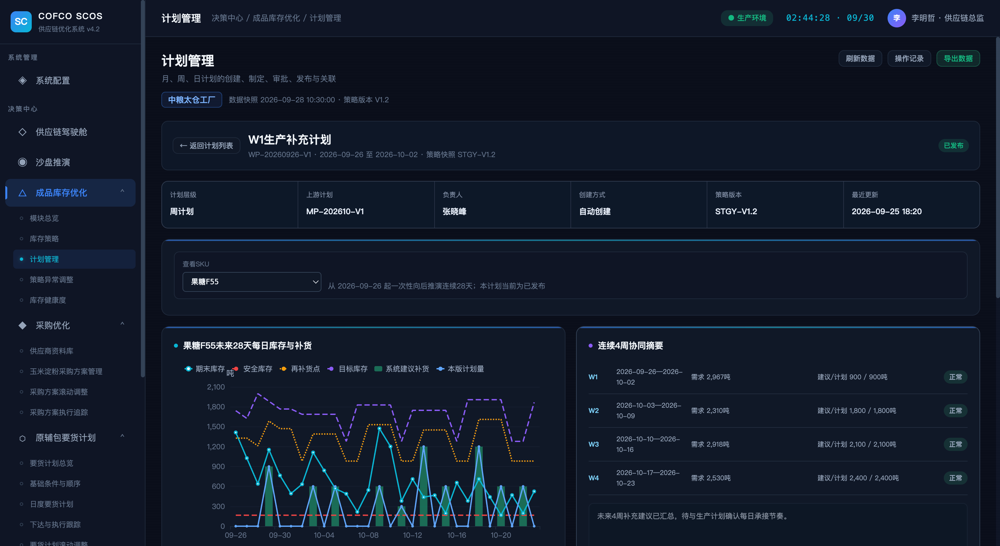 SC
COFCO SCOS
供应链优化系统 v4.2
系统管理
系统配置
决策中心
供应链驾驶舱
沙盘推演
成品库存优化
模块总览
库存策略
计划管理
策略异常调整
库存健康度
采购优化
供应商资料库
玉米淀粉采购方案管理
采购方案滚动调整
采购方案执行追踪
原辅包要货计划
要货计划总览
基础条件与顺序
日度要货计划
下达与执行跟踪
要货计划滚动调整
计划管理
决策中心 / 成品库存优化 / 计划管理
生产环境
02:44:28 · 09/30
李
李明哲 · 供应链总监
计划管理
月、周、日计划的创建、制定、审批、发布与关联
刷新数据
操作记录
导出数据
中粮太仓工厂
数据快照 2026-09-28 10:30:00 · 策略版本 V1.2
← 返回计划列表
W1生产补充计划
WP-20260926-V1 · 2026-09-26 至 2026-10-02 · 策略快照 STGY-V1.2
已发布
计划层级
周计划
上游计划
MP-202610-V1
负责人
张晓峰
创建方式
自动创建
策略版本
STGY-V1.2
最近更新
2026-09-25 18:20
查看SKU
果糖F55
从 2026-09-26 起一次性向后推演连续28天；本计划当前为已发布
果糖F55未来28天每日库存与补货
期末库存
安全库存
再补货点
目标库存
系统建议补货
本版计划量
吨
2,100
1,800
1,500
1,200
900
600
300
0
09-26
09-30
10-04
10-08
10-12
10-16
10-20
连续4周协同摘要
W1
2026-09-26—2026-
10-02
需求 2,967吨
建议/计划 900 / 900吨
正常
W2
2026-10-03—2026-
10-09
需求 2,310吨
建议/计划 1,800 / 1,800吨
正常
W3
2026-10-10—2026-
10-16
需求 2,918吨
建议/计划 2,100 / 2,100吨
正常
W4
2026-10-17—2026-
10-23
需求 2,530吨
建议/计划 2,400 / 2,400吨
正常
未来4周补充建议已汇总，待与生产计划确认每日承接节奏。